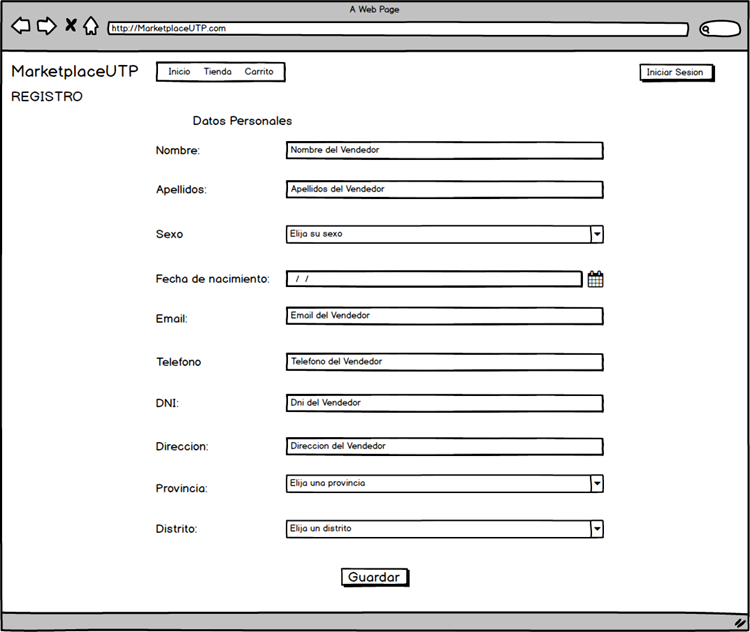 A Web Page
http://MarketplaceUTP.com
MarketplaceUTP Inicio Tienda Carrito Iniciar Sesion
REGISTRO
Datos Personales
Nombre: Nombre del Vendedor
Apellidos: Apellidos del Vendedor
Sexo Elija su sexo
Fecha de nacimiento: / /
Email: Email del Vendedor
Telefono Telefono del Vendedor
DNI: Dni del Vendedor
Direccion: Direccion del Vendedor
Provincia: Elija una provincia
Distrito: Elija un distrito
Guardar